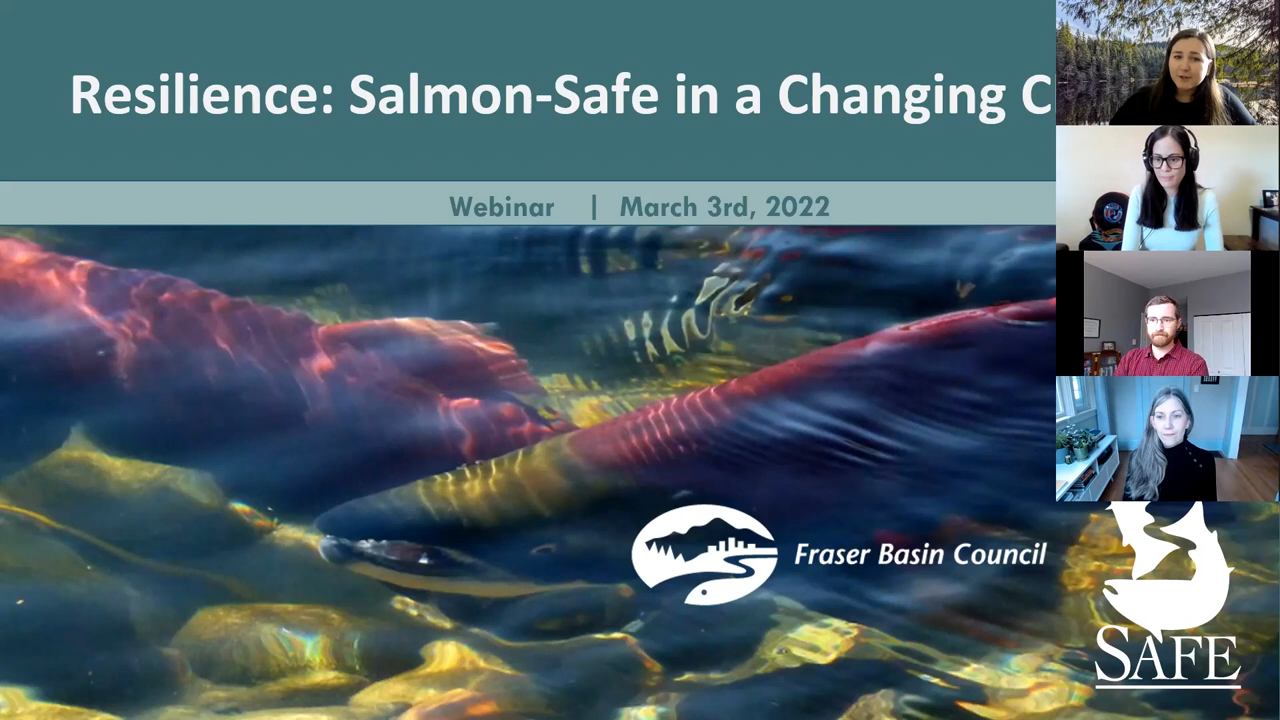 Resilience: Salmon-Safe in a Changing C
Webinar | March 3rd, 2022
Fraser Basin Council
SAFE